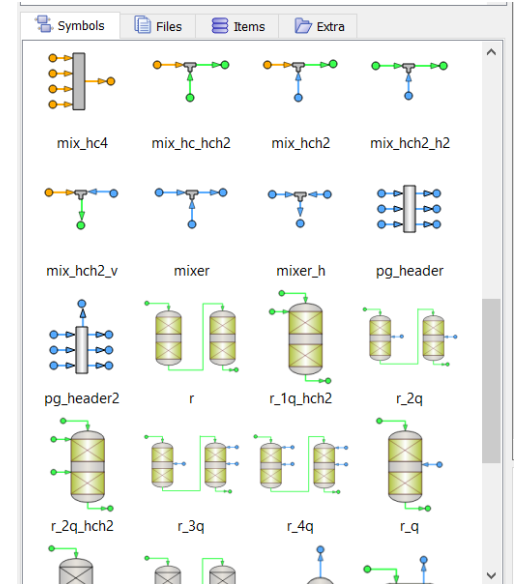 Symbols Files Items Extra
mix_hc4 mix_hc_hch2 mix_hch2 mix_hch2_h2
mix_hch2_v mixer mixer_h pg_header
pg_header2 r r_1q_hch2 r_2q
r_2q_hch2 r_3q r_4q r_q